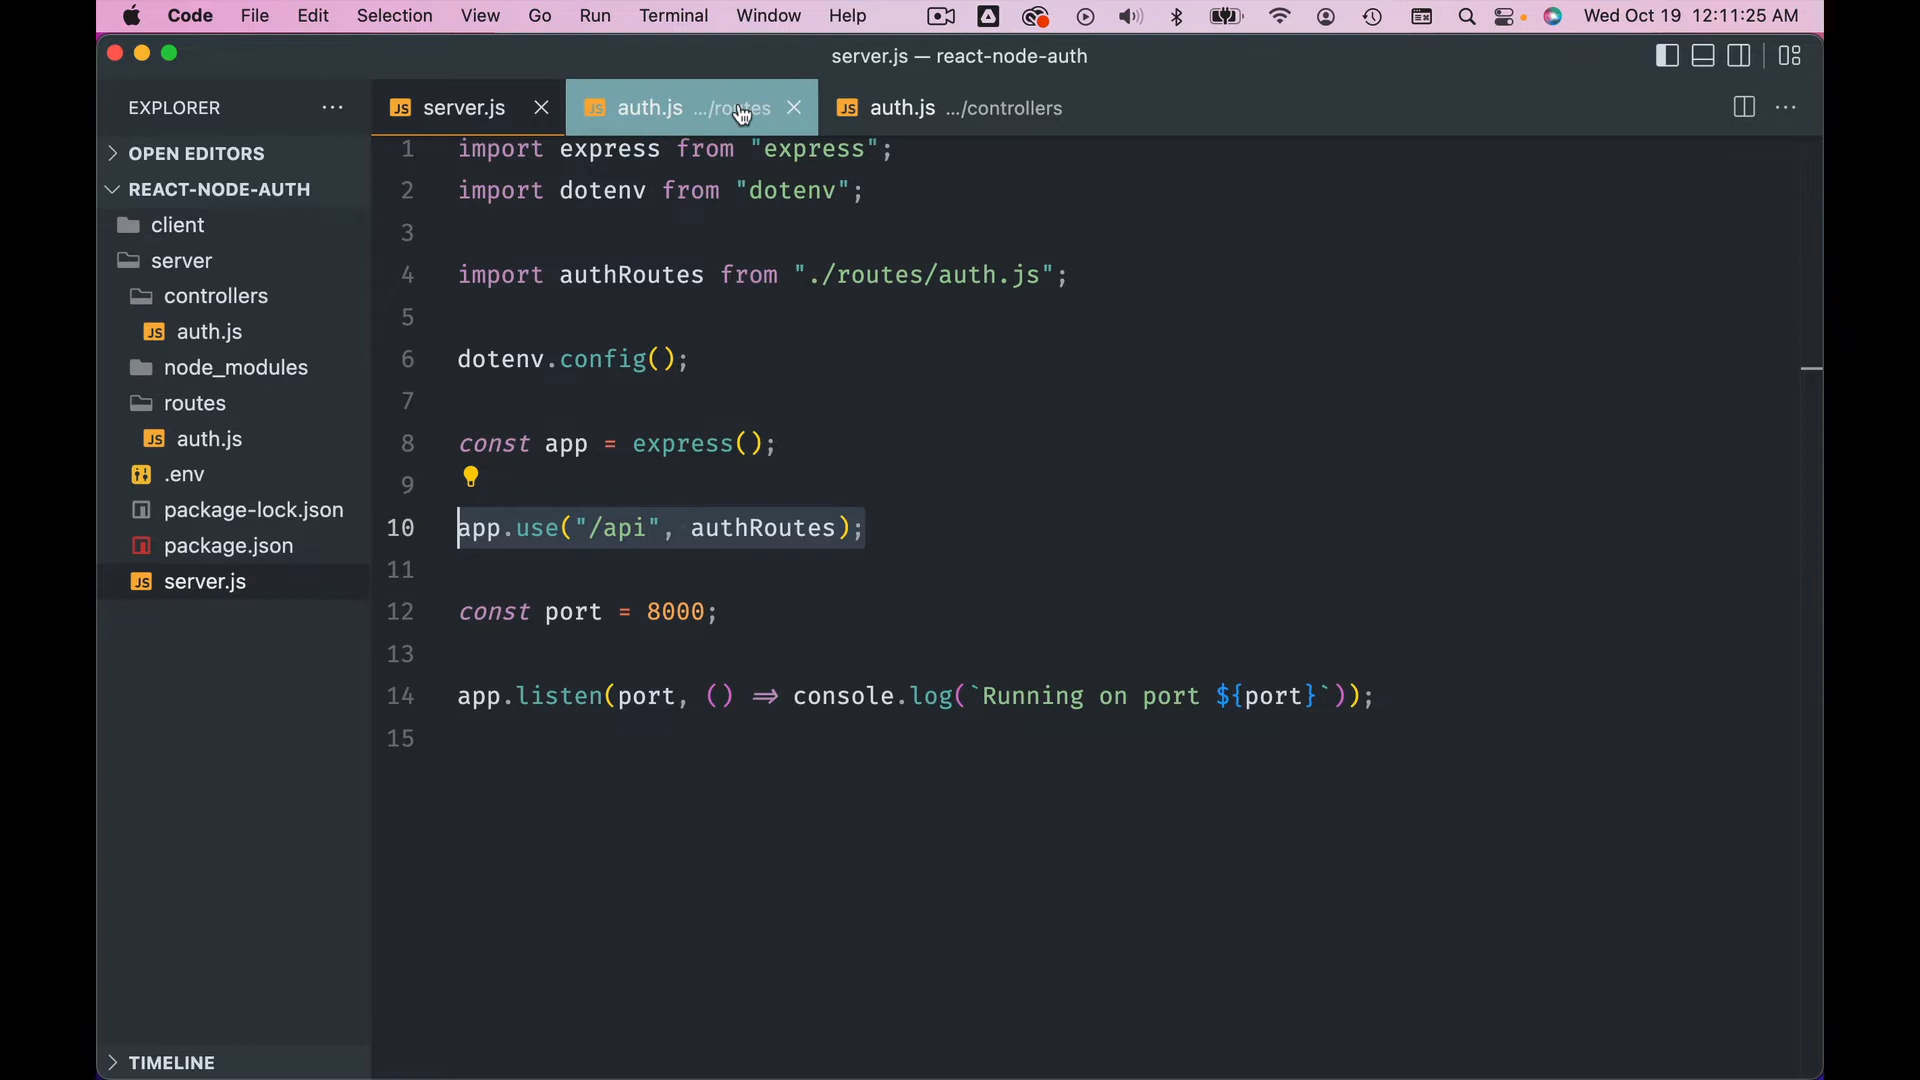 Code File Edit Selection View Go Run Terminal Window Help Wed Oct 19 12:11:25 AM
server.js — react-node-auth
EXPLORER ...
server.js
auth.js .../routes
auth.js .../controllers
OPEN EDITORS
REACT-NODE-AUTH
client
server
controllers
JS auth.js
node_modules
routes
JS auth.js
.env
package-lock.json
package.json
JS server.js
TIMELINE
1 import express from "express";
2 import dotenv from "dotenv";
3
4 import authRoutes from "./routes/auth.js";
5
6 dotenv.config();
7
8 const app = express();
9
10 app.use("/api", authRoutes);
11
12 const port = 8000;
13
14 app.listen(port, () => console.log(`Running on port ${port}`));
15